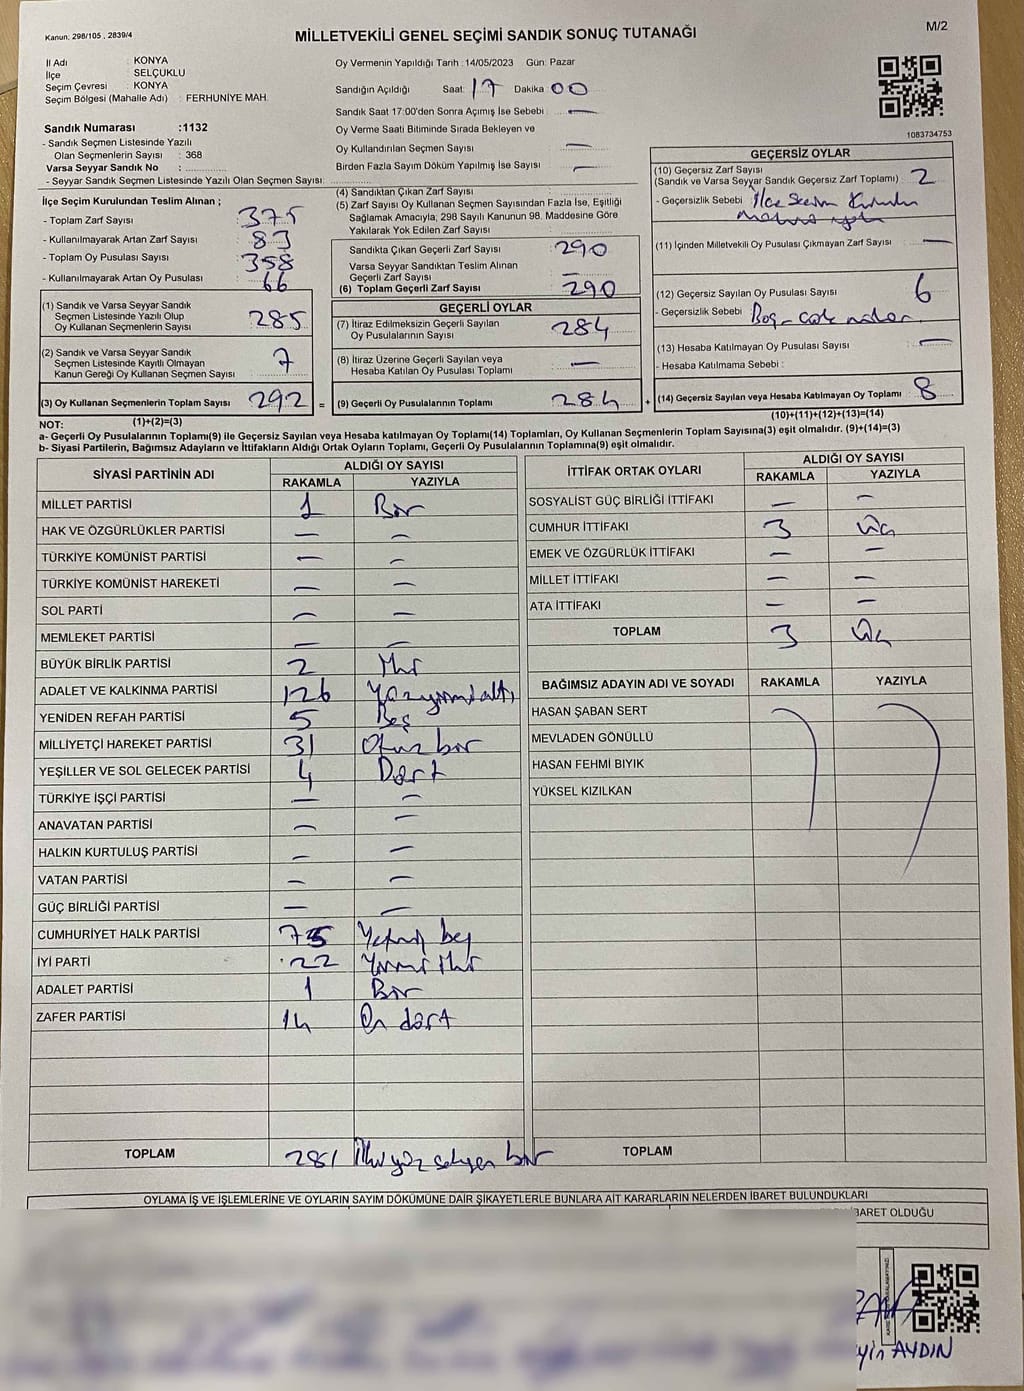 Kanun: 298/105 , 2839/4
MİLLETVEKİLİ GENEL SEÇİMİ SANDIK SONUÇ TUTANAĞI
M/2
İl Adı : KONYA
İlçe : SELÇUKLU
Seçim Çevresi : KONYA
Seçim Bölgesi (Mahalle Adı) : FERHUNİYE MAH.
Sandık Numarası :1132
- Sandık Seçmen Listesinde Yazılı
Olan Seçmenlerin Sayısı : 368
Varsa Seyyar Sandık No :
- Seyyar Sandık Seçmen Listesinde Yazılı Olan Seçmen Sayısı:
Oy Vermenin Yapıldığı Tarih : 14/05/2023 Gün: Pazar
Sandığın Açıldığı Saat: 17 Dakika: 00
Sandık Saat 17:00'den Sonra Açımış İse Sebebi : —
Oy Verme Saati Bitiminde Sırada Bekleyen ve
Oy Kullandırılan Seçmen Sayısı : —
Birden Fazla Sayım Döküm Yapılmış İse Sayısı : —
1083734753
İlçe Seçim Kurulundan Teslim Alınan ;
- Toplam Zarf Sayısı : 375
- Kullanılmayarak Artan Zarf Sayısı : 83
- Toplam Oy Pusulası Sayısı : 358
- Kullanılmayarak Artan Oy Pusulası : 66
(1) Sandık ve Varsa Seyyar Sandık
Seçmen Listesinde Yazılı Olup
Oy Kullanan Seçmenlerin Sayısı : 285
(2) Sandık ve Varsa Seyyar Sandık
Seçmen Listesinde Kayıtlı Olmayan
Kanun Gereği Oy Kullanan Seçmen Sayısı : 7
(3) Oy Kullanan Seçmenlerin Toplam Sayısı : 292 =
(1)+(2)=(3)
(4) Sandıktan Çıkan Zarf Sayısı :
(5) Zarf Sayısı Oy Kullanan Seçmen Sayısından Fazla İse, Eşitliği
Sağlamak Amacıyla, 298 Sayılı Kanunun 98. Maddesine Göre
Yakılarak Yok Edilen Zarf Sayısı :
Sandıkta Çıkan Geçerli Zarf Sayısı : 290
Varsa Seyyar Sandıktan Teslim Alınan
Geçerli Zarf Sayısı : —
(6) Toplam Geçerli Zarf Sayısı : 290
GEÇERLİ OYLAR
(7) İtiraz Edilmeksizin Geçerli Sayılan
Oy Pusulalarının Sayısı : 284
(8) İtiraz Üzerine Geçerli Sayılan veya
Hesaba Katılan Oy Pusulası Toplamı : —
(9) Geçerli Oy Pusulalarının Toplamı : 284 +
GEÇERSİZ OYLAR
(10) Geçersiz Zarf Sayısı
(Sandık ve Varsa Seyyar Sandık Geçersiz Zarf Toplamı) : 2
- Geçersizlik Sebebi : İlçe Seçim Kurulu
(11) İçinden Milletvekili Oy Pusulası Çıkmayan Zarf Sayısı : —
(12) Geçersiz Sayılan Oy Pusulası Sayısı : 6
- Geçersizlik Sebebi : Boş -
(13) Hesaba Katılmayan Oy Pusulası Sayısı : —
- Hesaba Katılmama Sebebi :
(14) Geçersiz Sayılan veya Hesaba Katılmayan Oy Toplamı : 8
(10)+(11)+(12)+(13)=(14)
NOT:
a- Geçerli Oy Pusulalarının Toplamı(9) ile Geçersiz Sayılan veya Hesaba katılmayan Oy Toplamı(14) Toplamları, Oy Kullanan Seçmenlerin Toplam Sayısına(3) eşit olmalıdır. (9)+(14)=(3)
b- Siyasi Partilerin, Bağımsız Adayların ve İttifakların Aldığı Ortak Oyların Toplamı, Geçerli Oy Pusulalarının Toplamına(9) eşit olmalıdır.
SİYASİ PARTİNİN ADI ALDIĞI OY SAYISI
RAKAMLA YAZIYLA
MİLLET PARTİSİ 1 Bir
HAK VE ÖZGÜRLÜKLER PARTİSİ — —
TÜRKİYE KOMÜNİST PARTİSİ — —
TÜRKİYE KOMÜNİST HAREKETİ — —
SOL PARTİ — —
MEMLEKET PARTİSİ — —
BÜYÜK BİRLİK PARTİSİ 2 İki
ADALET VE KALKINMA PARTİSİ 126 Yüzyirmialtı
YENİDEN REFAH PARTİSİ 5 Beş
MİLLİYETÇİ HAREKET PARTİSİ 31 Otuz bir
YEŞİLLER VE SOL GELECEK PARTİSİ 4 Dört
TÜRKİYE İŞÇİ PARTİSİ — —
ANAVATAN PARTİSİ — —
HALKIN KURTULUŞ PARTİSİ — —
VATAN PARTİSİ — —
GÜÇ BİRLİĞİ PARTİSİ — —
CUMHURİYET HALK PARTİSİ 75 Yetmiş beş
İYİ PARTİ 22 Yirmi iki
ADALET PARTİSİ 1 Bir
ZAFER PARTİSİ 14 On dört
TOPLAM 281 İki yüz seksen bir
İTTİFAK ORTAK OYLARI ALDIĞI OY SAYISI
RAKAMLA YAZIYLA
SOSYALIST GÜÇ BİRLİĞİ İTTİFAKI — —
CUMHUR İTTİFAKI 3 Üç
EMEK VE ÖZGÜRLÜK İTTİFAKI — —
MİLLET İTTİFAKI — —
ATA İTTİFAKI — —
TOPLAM 3 Üç
BAĞIMSIZ ADAYIN ADI VE SOYADI RAKAMLA YAZIYLA
HASAN ŞABAN SERT
MEVLADEN GÖNÜLLÜ
HASAN FEHMİ BIYIK
YÜKSEL KIZILKAN
TOPLAM
OYLAMA İŞ VE İŞLEMLERİNE VE OYLARIN SAYIM DÖKÜMÜNE DAİR ŞİKAYETLERLE BUNLARA AİT KARARLARIN NELERDEN İBARET BULUNDUKLARI
BARET OLDUĞU
yin AYDIN